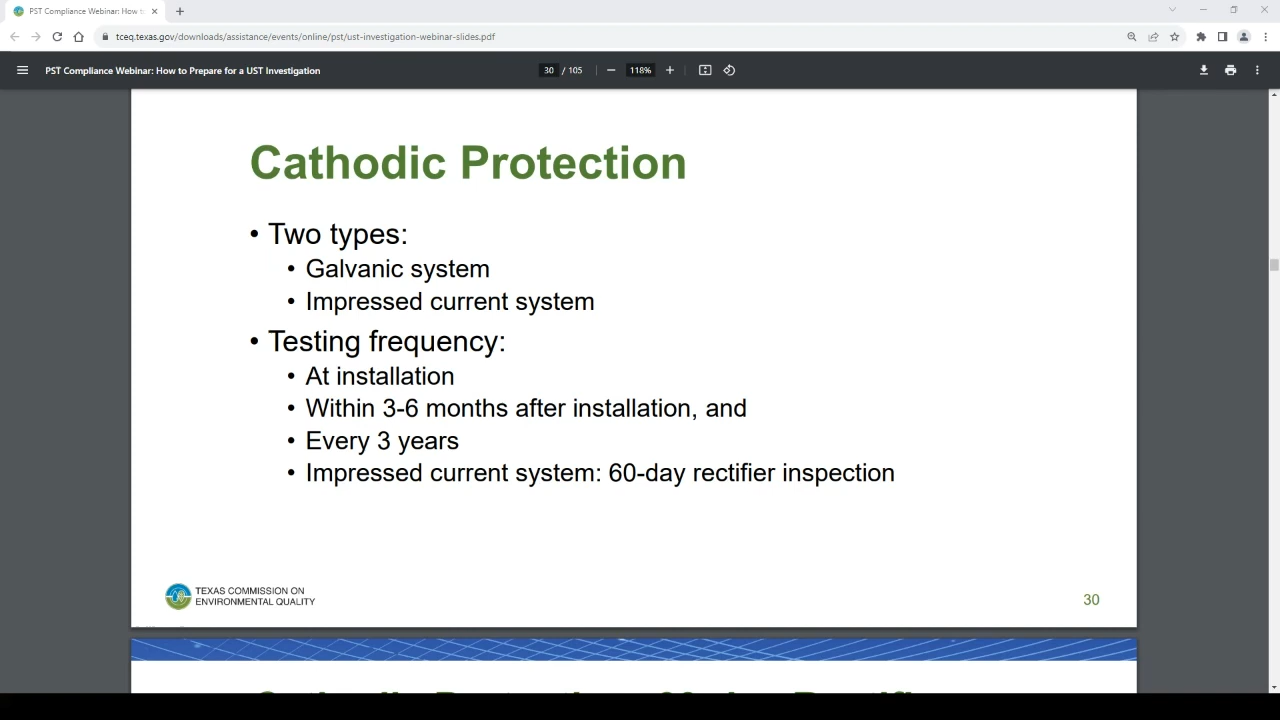 PST Compliance Webinar: How t
tceq.texas.gov/downloads/assistance/events/online/pst/ust-investigation-webinar-slides.pdf
PST Compliance Webinar: How to Prepare for a UST Investigation
30 / 105
118%
Cathodic Protection
• Two types:
• Galvanic system
• Impressed current system
• Testing frequency:
• At installation
• Within 3-6 months after installation, and
• Every 3 years
• Impressed current system: 60-day rectifier inspection
TEXAS COMMISSION ON
ENVIRONMENTAL QUALITY
30